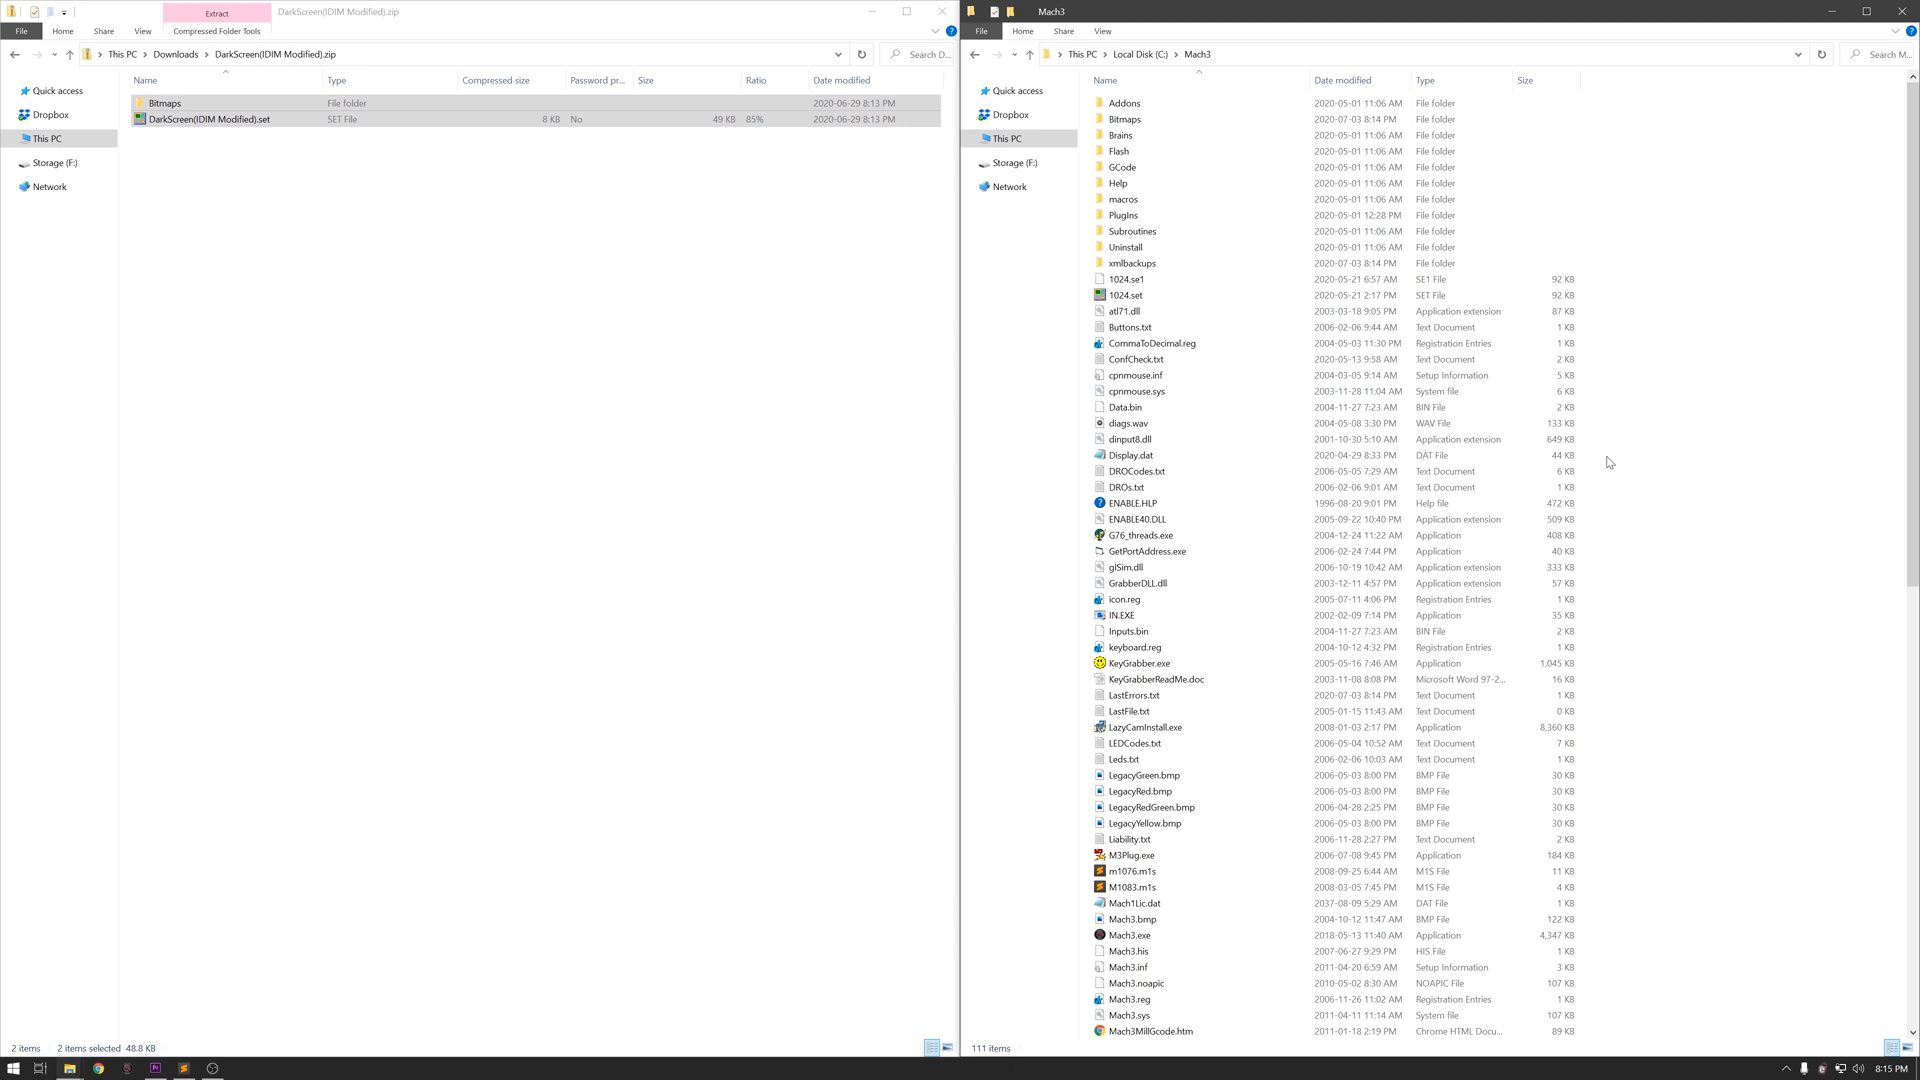 Extract
DarkScreen(IDIM Modified).zip
File Home Share View Compressed Folder Tools
This PC Downloads DarkScreen(IDIM Modified).zip
Search D...
Quick access
Dropbox
This PC
Storage (F:)
Network
Name Type Compressed size Password pr... Size Ratio Date modified
Bitmaps File folder 2020-06-29 8:13 PM
DarkScreen(IDIM Modified).set SET File 8 KB No 49 KB 85% 2020-06-29 8:13 PM
2 items 2 items selected 48.8 KB
Mach3
File Home Share View
This PC Local Disk (C:) Mach3
Search M...
Quick access
Dropbox
This PC
Storage (F:)
Network
Name Date modified Type Size
Addons 2020-05-01 11:06 AM File folder
Bitmaps 2020-07-03 8:14 PM File folder
Brains 2020-05-01 11:06 AM File folder
Flash 2020-05-01 11:06 AM File folder
GCode 2020-05-01 11:06 AM File folder
Help 2020-05-01 11:06 AM File folder
macros 2020-05-01 11:06 AM File folder
PlugIns 2020-05-01 12:28 PM File folder
Subroutines 2020-05-01 11:06 AM File folder
Uninstall 2020-05-01 11:06 AM File folder
xmlbackups 2020-07-03 8:14 PM File folder
1024.se1 2020-05-21 6:57 AM SE1 File 92 KB
1024.set 2020-05-21 2:17 PM SET File 92 KB
atl71.dll 2003-03-18 9:05 PM Application extension 87 KB
Buttons.txt 2006-02-06 9:44 AM Text Document 1 KB
CommaToDecimal.reg 2004-05-03 11:30 PM Registration Entries 1 KB
ConfCheck.txt 2020-05-13 9:58 AM Text Document 2 KB
cpnmouse.inf 2004-03-05 9:14 AM Setup Information 5 KB
cpnmouse.sys 2003-11-28 11:04 AM System file 6 KB
Data.bin 2004-11-27 7:23 AM BIN File 2 KB
diags.wav 2004-05-08 3:30 PM WAV File 133 KB
dinput8.dll 2001-10-30 5:10 AM Application extension 649 KB
Display.dat 2020-04-29 8:33 PM DAT File 44 KB
DROCodes.txt 2006-05-05 7:29 AM Text Document 6 KB
DROs.txt 2006-02-06 9:01 AM Text Document 1 KB
ENABLE.HLP 1996-08-20 9:01 PM Help file 472 KB
ENABLE40.DLL 2005-09-22 10:40 PM Application extension 509 KB
G76_threads.exe 2004-12-24 11:22 AM Application 408 KB
GetPortAddress.exe 2006-02-24 7:44 PM Application 40 KB
glSim.dll 2006-10-19 10:42 AM Application extension 333 KB
GrabberDLL.dll 2003-12-11 4:57 PM Application extension 57 KB
icon.reg 2005-07-11 4:06 PM Registration Entries 1 KB
IN.EXE 2002-02-09 7:14 PM Application 35 KB
Inputs.bin 2004-11-27 7:23 AM BIN File 2 KB
keyboard.reg 2004-10-12 4:32 PM Registration Entries 1 KB
KeyGrabber.exe 2005-05-16 7:46 AM Application 1,045 KB
KeyGrabberReadMe.doc 2003-11-08 8:08 PM Microsoft Word 97-2... 16 KB
LastErrors.txt 2020-07-03 8:14 PM Text Document 1 KB
LastFile.txt 2005-01-15 11:43 AM Text Document 0 KB
LazyCamInstall.exe 2008-01-03 2:17 PM Application 8,360 KB
LEDCodes.txt 2006-05-04 10:52 AM Text Document 7 KB
Leds.txt 2006-02-06 10:03 AM Text Document 1 KB
LegacyGreen.bmp 2006-05-03 8:00 PM BMP File 30 KB
LegacyRed.bmp 2006-05-03 8:00 PM BMP File 30 KB
LegacyRedGreen.bmp 2006-04-28 2:25 PM BMP File 30 KB
LegacyYellow.bmp 2006-05-03 8:00 PM BMP File 30 KB
Liability.txt 2006-11-28 2:27 PM Text Document 2 KB
M3Plug.exe 2006-07-08 9:45 PM Application 184 KB
m1076.m1s 2008-09-25 6:44 AM M1S File 11 KB
M1083.m1s 2008-03-05 7:45 PM M1S File 4 KB
Mach1Lic.dat 2037-08-09 5:29 AM DAT File 1 KB
Mach3.bmp 2004-10-12 11:47 AM BMP File 122 KB
Mach3.exe 2018-05-13 11:40 AM Application 4,347 KB
Mach3.his 2007-06-27 9:29 PM HIS File 1 KB
Mach3.inf 2011-04-20 6:59 AM Setup Information 3 KB
Mach3.noapic 2010-05-02 8:30 AM NOAPIC File 107 KB
Mach3.reg 2006-11-26 11:02 AM Registration Entries 1 KB
Mach3.sys 2011-04-11 11:14 AM System file 107 KB
Mach3MillGcode.htm 2011-01-18 2:19 PM Chrome HTML Docu... 89 KB
111 items
8:15 PM